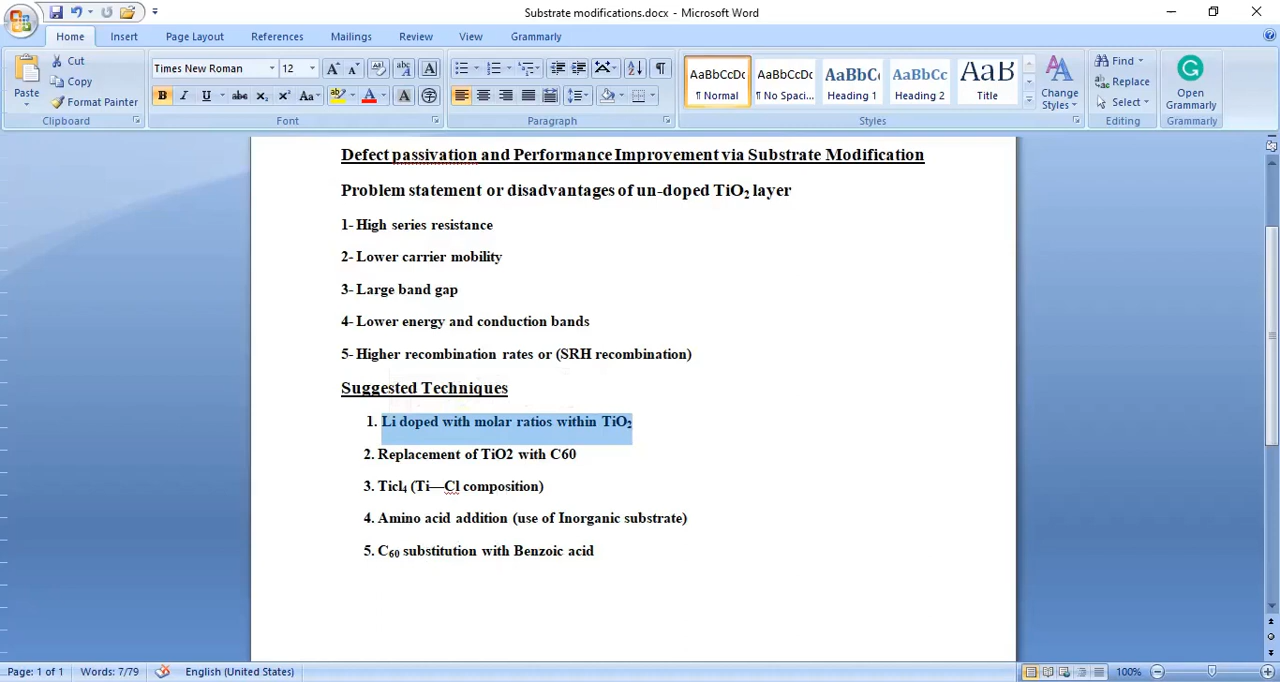 Substrate modifications.docx - Microsoft Word
Home Insert Page Layout References Mailings Review View Grammarly
Paste Cut Copy Format Painter
Times New Roman 12
AaBbCcDc AaBbCcDc AaBbC AaBbCc AaB
¶ Normal ¶ No Spaci... Heading 1 Heading 2 Title
Change Styles
Find Replace Select
Open Grammarly
Clipboard Font Paragraph Styles Editing Grammarly
Defect passivation and Performance Improvement via Substrate Modification
Problem statement or disadvantages of un-doped TiO₂ layer
1- High series resistance
2- Lower carrier mobility
3- Large band gap
4- Lower energy and conduction bands
5- Higher recombination rates or (SRH recombination)
Suggested Techniques
1. Li doped with molar ratios within TiO₂
2. Replacement of TiO2 with C60
3. Ticl₄ (Ti—Cl composition)
4. Amino acid addition (use of Inorganic substrate)
5. C₆₀ substitution with Benzoic acid
Page: 1 of 1 Words: 7/79 English (United States) 100%